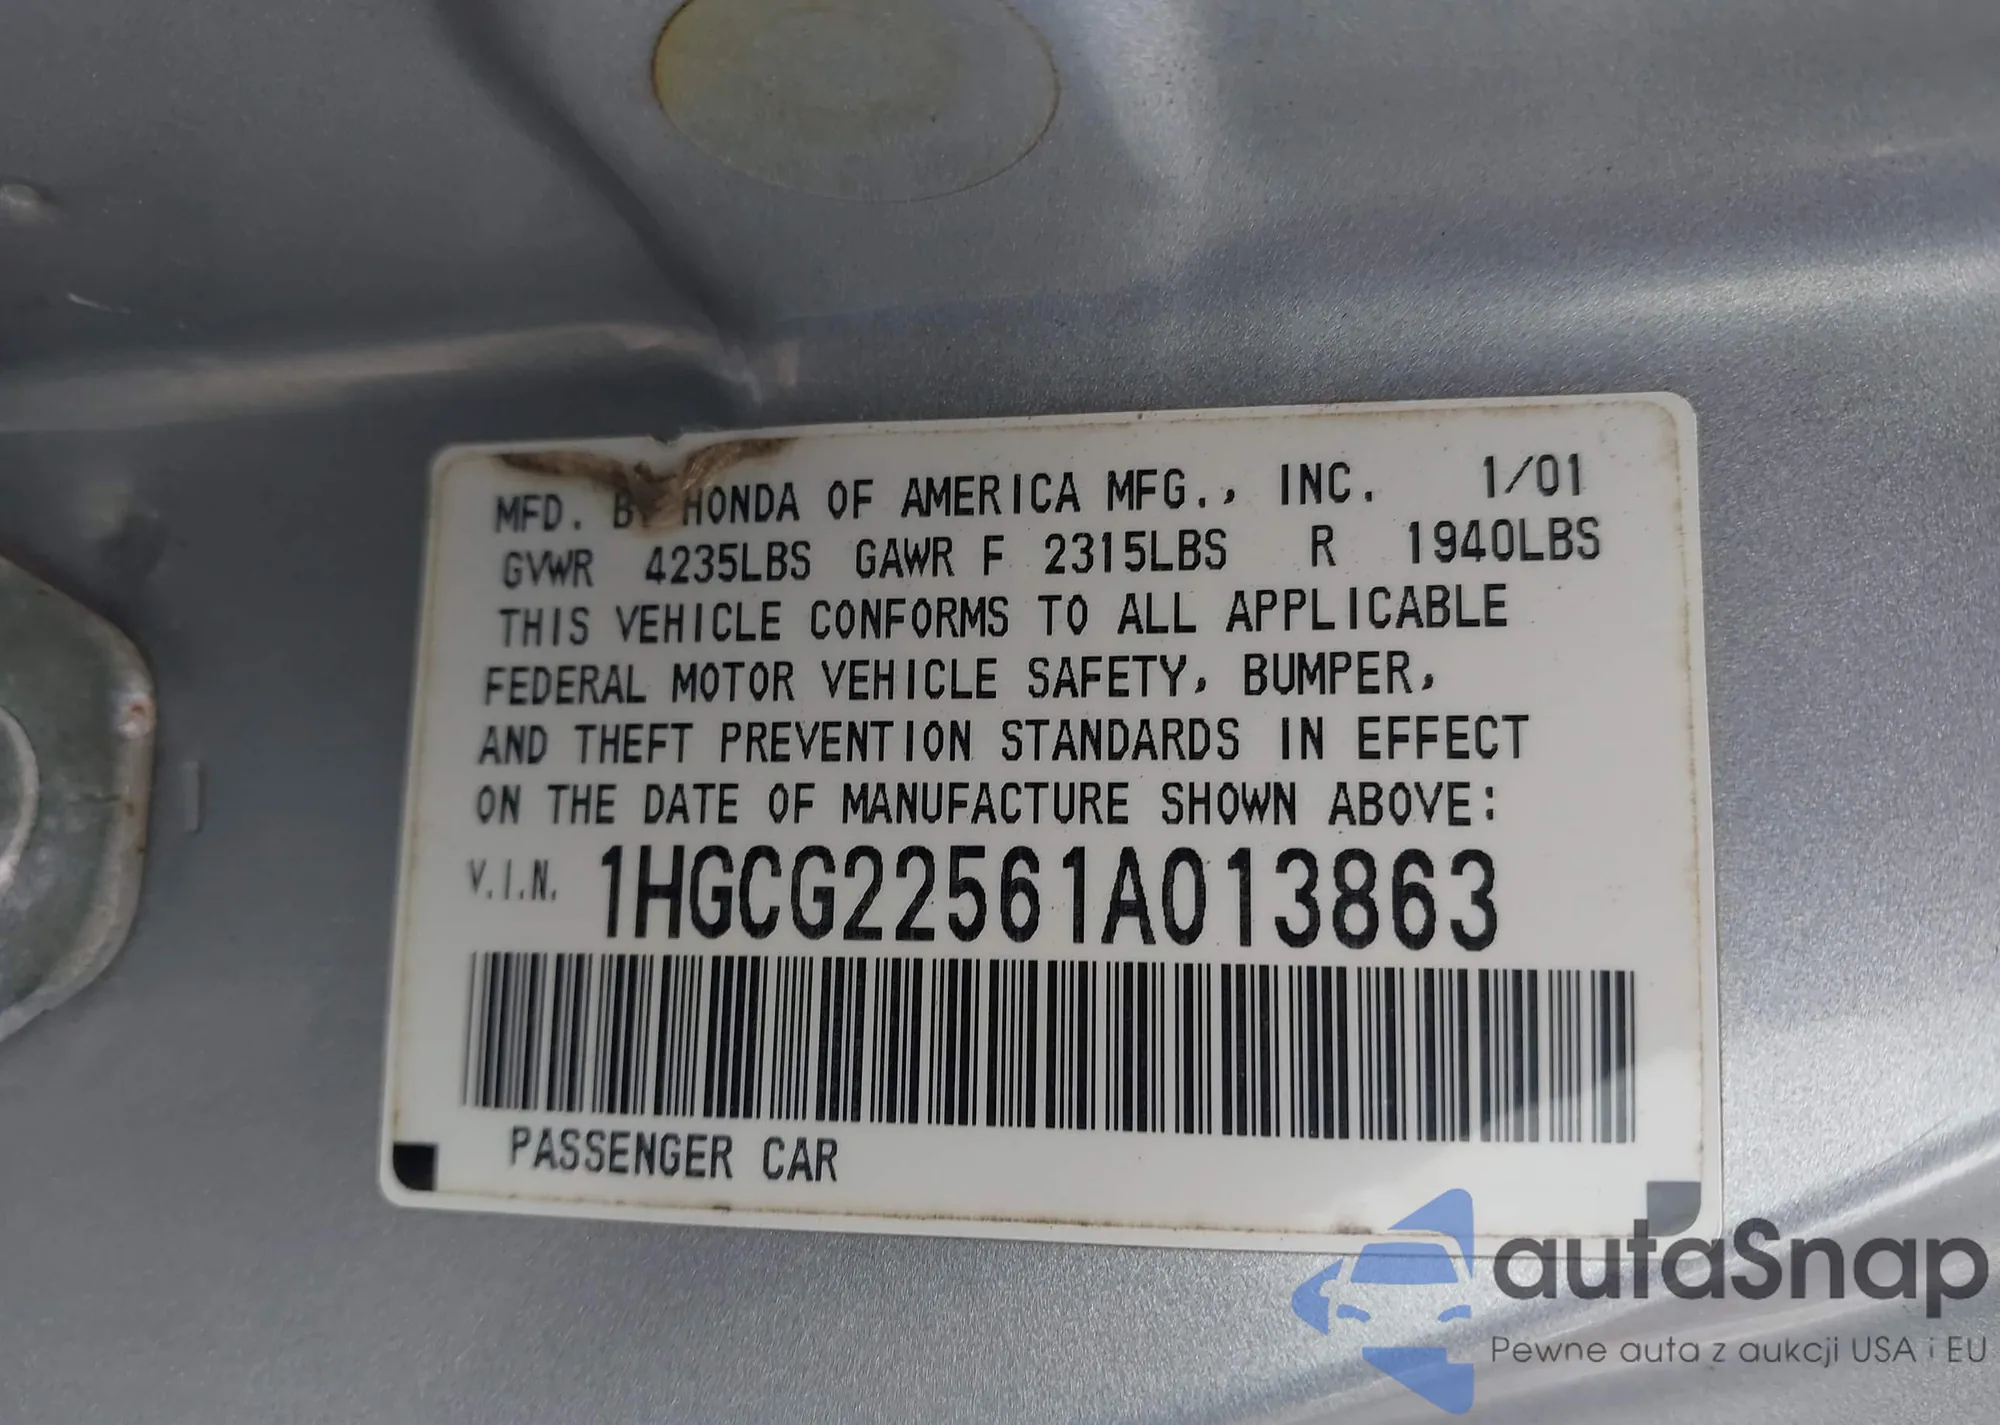 MFD. BY HONDA OF AMERICA MFG., INC. 1/01
GVWR 4235LBS GAWR F 2315LBS R 1940LBS
THIS VEHICLE CONFORMS TO ALL APPLICABLE
FEDERAL MOTOR VEHICLE SAFETY, BUMPER,
AND THEFT PREVENTION STANDARDS IN EFFECT
ON THE DATE OF MANUFACTURE SHOWN ABOVE:
V.I.N. 1HGCG22561A013863
PASSENGER CAR
autaSnap
Pewne auta z aukcji USA i EU